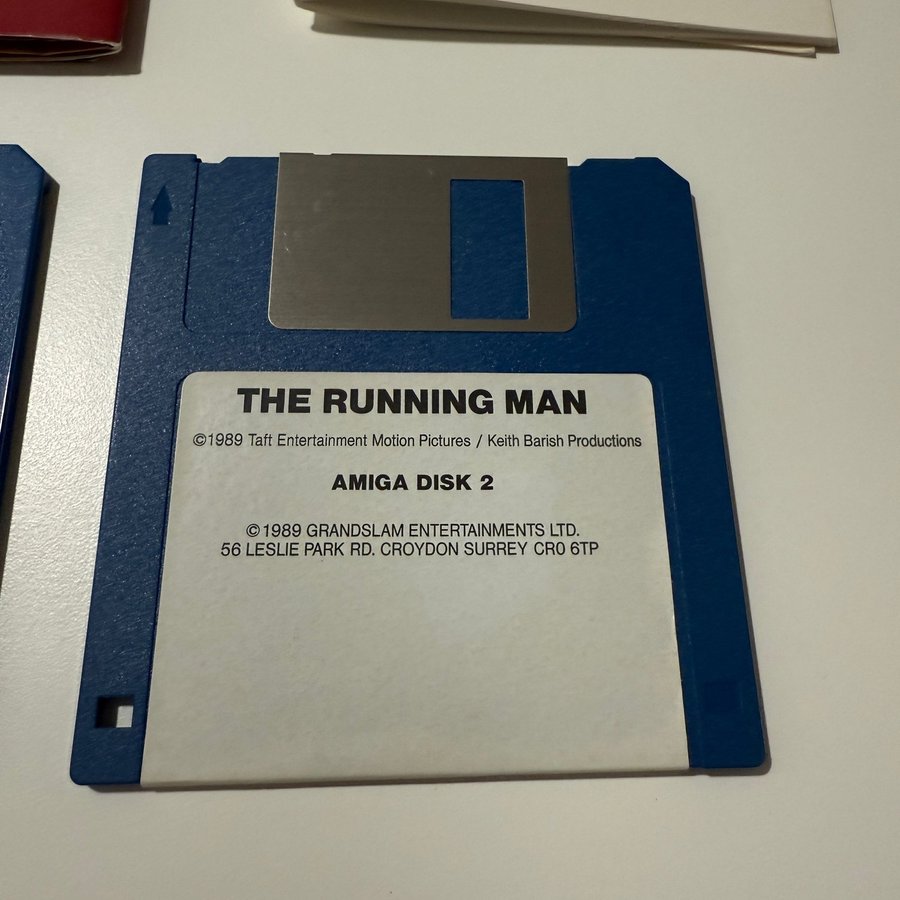 THE RUNNING MAN
©1989 Taft Entertainment Motion Pictures / Keith Barish Productions
AMIGA DISK 2
©1989 GRANDSLAM ENTERTAINMENTS LTD.
56 LESLIE PARK RD. CROYDON SURREY CR0 6TP